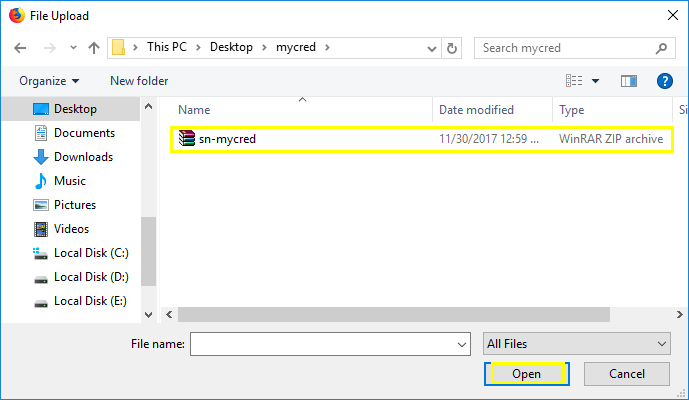 File Upload
This PC > Desktop > mycred >
Search mycred
Organize
New folder
?
Name
Date modified
Type
Si
sn-mycred
11/30/2017 12:59 ...
WinRAR ZIP archive
Desktop
Documents
Downloads
Music
Pictures
Videos
Local Disk (C:)
Local Disk (D:)
Local Disk (E:)
File name:
All Files
Open
Cancel